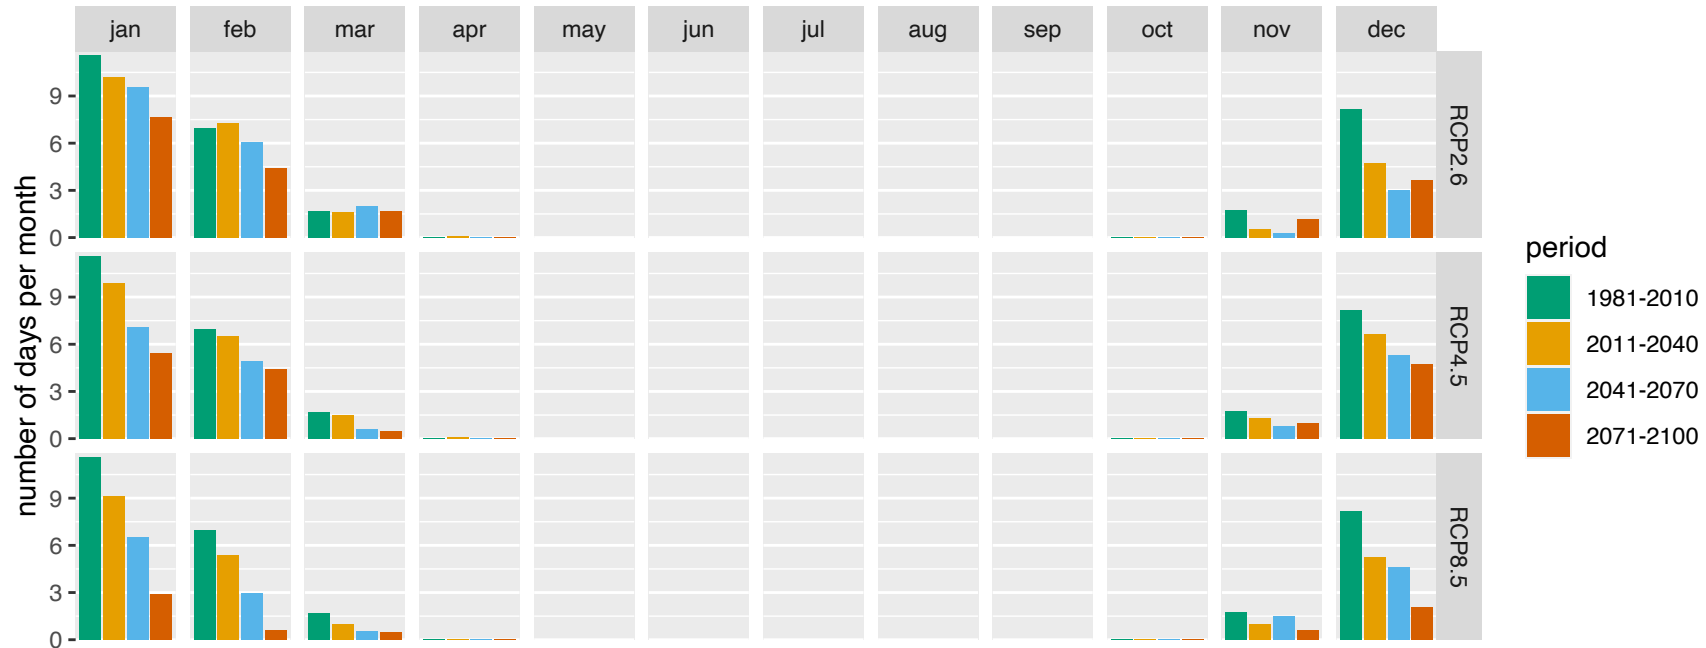 jan feb mar apr may jun jul aug sep oct nov dec
number of days per month
9
6
3
0
RCP2.6
9
6
3
0
RCP4.5
9
6
3
0
RCP8.5
period
1981-2010
2011-2040
2041-2070
2071-2100